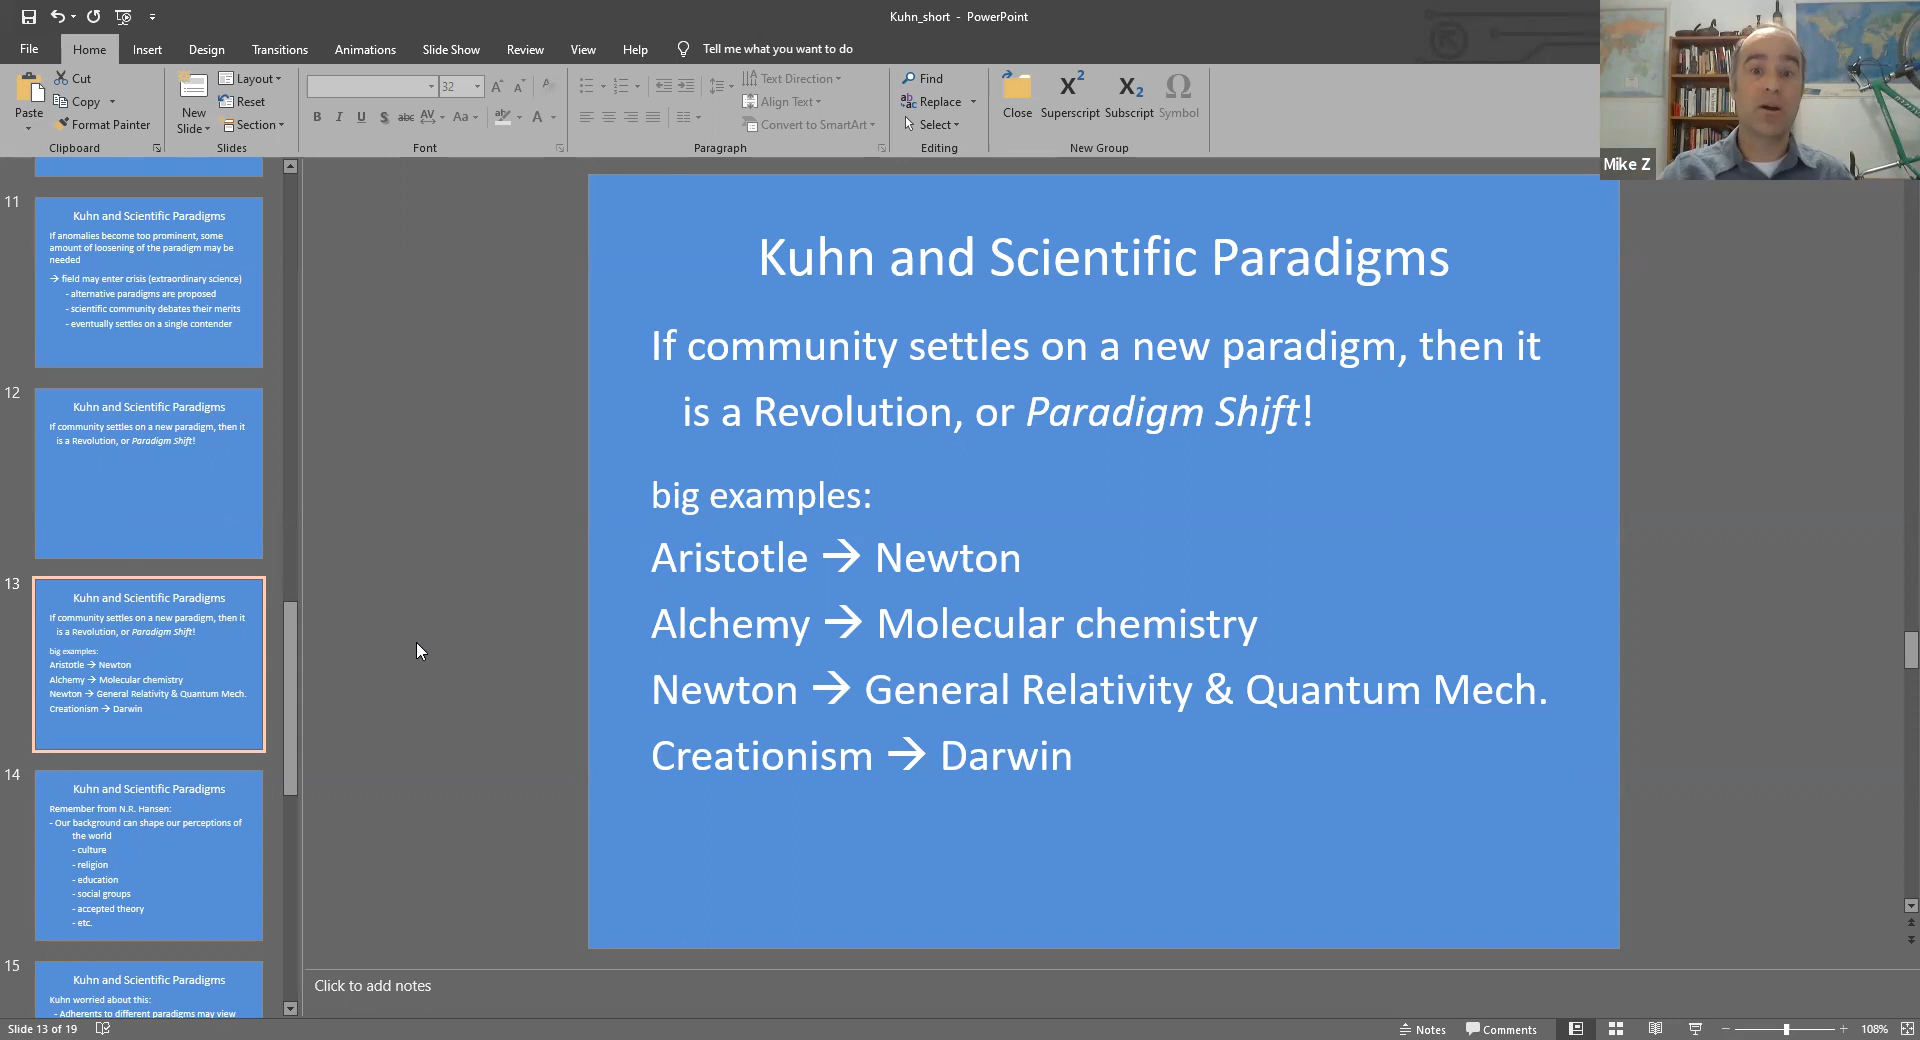 Kuhn_short - PowerPoint
File Home Insert Design Transitions Animations Slide Show Review View Help Tell me what you want to do
Paste
Cut
Copy
Format Painter
Clipboard
New Slide
Layout
Reset
Section
Slides
32
B I U S abc AV Aa A
Font
Text Direction
Align Text
Convert to SmartArt
Paragraph
Find
Replace
Select
Editing
Close
X² Superscript
X₂ Subscript
Ω Symbol
New Group
Mike Z
11
Kuhn and Scientific Paradigms
If anomalies become too prominent, some
amount of loosening of the paradigm may be
needed
→ field may enter crisis (extraordinary science)
- alternative paradigms are proposed
- scientific community debates their merits
- eventually settles on a single contender
12
Kuhn and Scientific Paradigms
If community settles on a new paradigm, then it
is a Revolution, or Paradigm Shift!
13
Kuhn and Scientific Paradigms
If community settles on a new paradigm, then it
is a Revolution, or Paradigm Shift!
big examples:
Aristotle → Newton
Alchemy → Molecular chemistry
Newton → General Relativity & Quantum Mech.
Creationism → Darwin
14
Kuhn and Scientific Paradigms
Remember from N.R. Hansen:
- Our background can shape our perceptions of
the world
- culture
- religion
- education
- social groups
- accepted theory
- etc.
15
Kuhn and Scientific Paradigms
Kuhn worried about this:
- Adherents to different paradigms may view
Kuhn and Scientific Paradigms
If community settles on a new paradigm, then it
is a Revolution, or Paradigm Shift!
big examples:
Aristotle → Newton
Alchemy → Molecular chemistry
Newton → General Relativity & Quantum Mech.
Creationism → Darwin
Click to add notes
Slide 13 of 19
Notes
Comments
108%